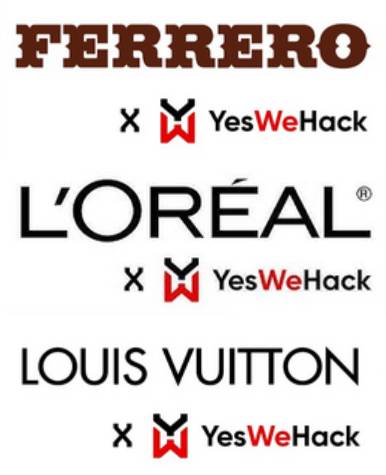 FERRERO
X YesWeHack
L'ORÉAL®
X YesWeHack
LOUIS VUITTON
X YesWeHack